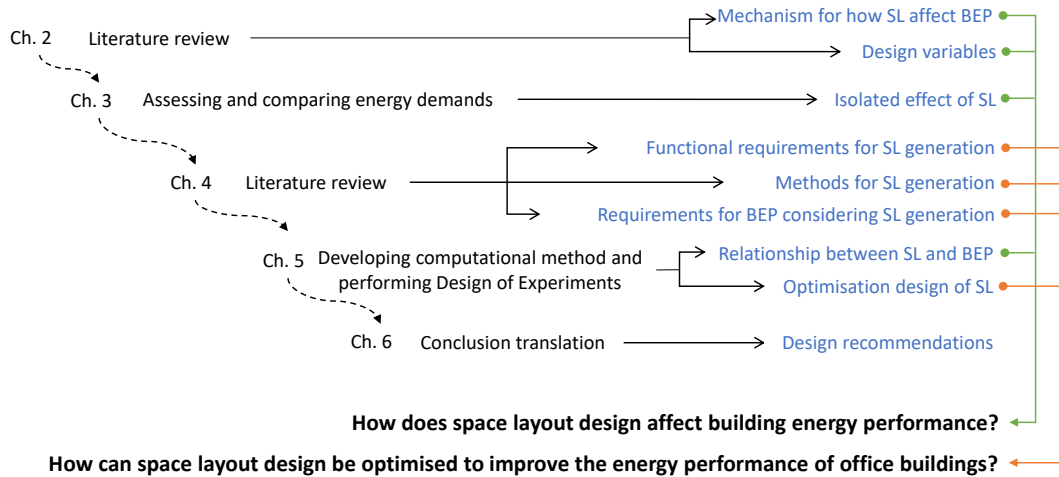 Mechanism for how SL affect BEP
Ch. 2 Literature review
Design variables
Ch. 3 Assessing and comparing energy demands Isolated effect of SL
Functional requirements for SL generation
Ch. 4 Literature review Methods for SL generation
Requirements for BEP considering SL generation
Ch. 5 Developing computational method and Relationship between SL and BEP
performing Design of Experiments Optimisation design of SL
Ch. 6 Conclusion translation Design recommendations
How does space layout design affect building energy performance?
How can space layout design be optimised to improve the energy performance of office buildings?